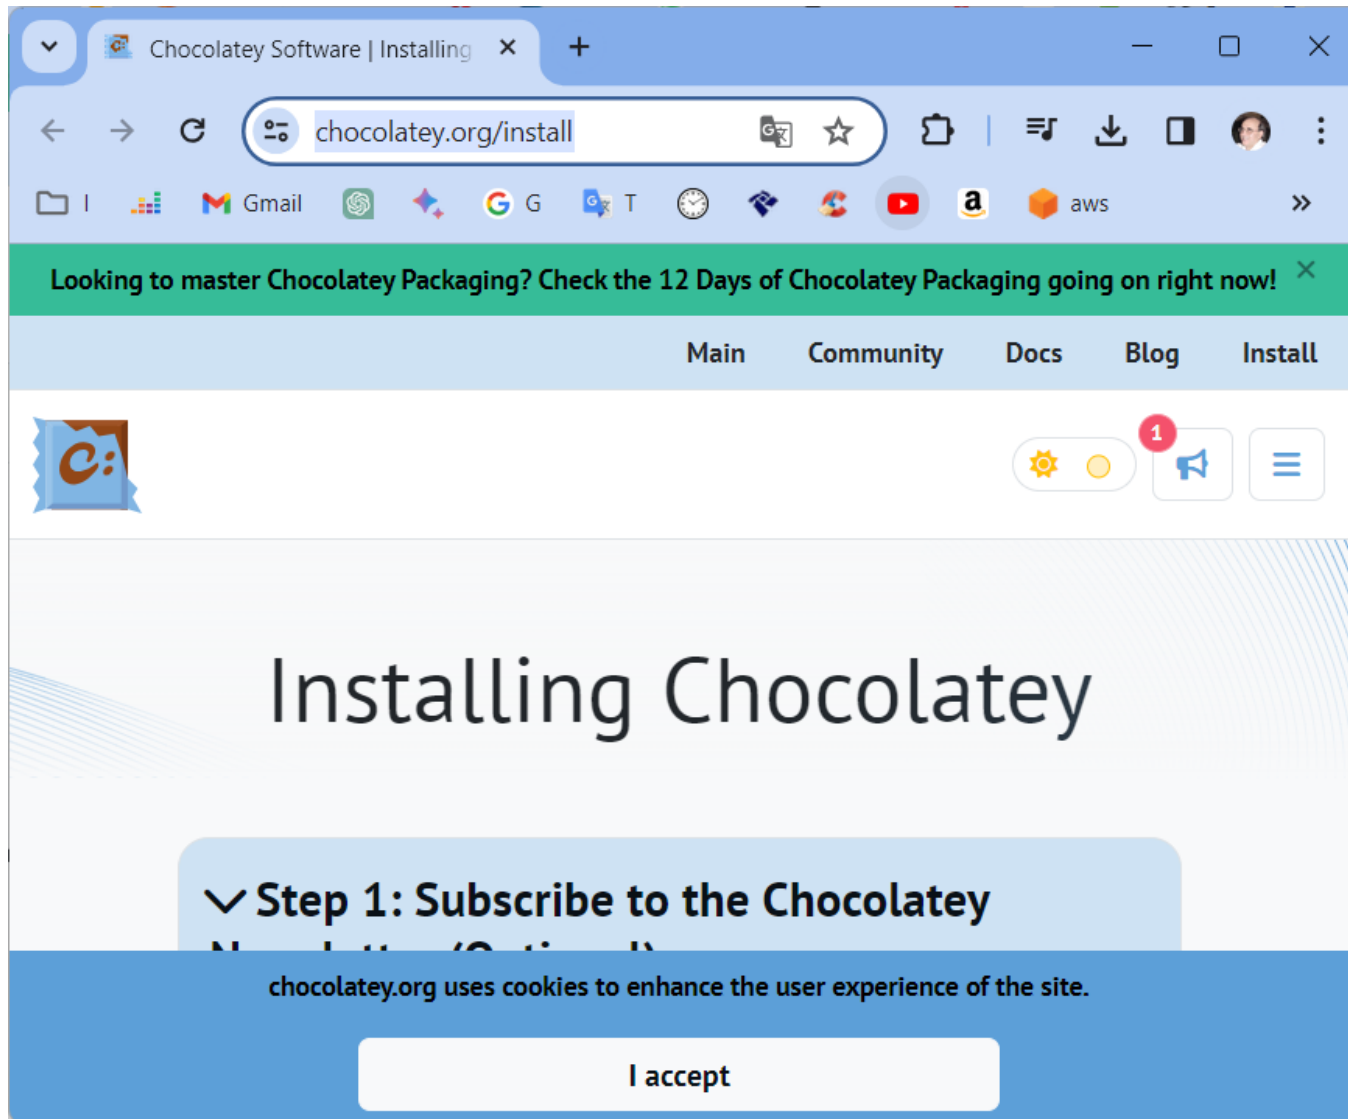 Chocolatey Software | Installing
chocolatey.org/install
I Gmail G T a aws
Looking to master Chocolatey Packaging? Check the 12 Days of Chocolatey Packaging going on right now!
Main Community Docs Blog Install
C: 1
Installing Chocolatey
Step 1: Subscribe to the Chocolatey
chocolatey.org uses cookies to enhance the user experience of the site.
I accept